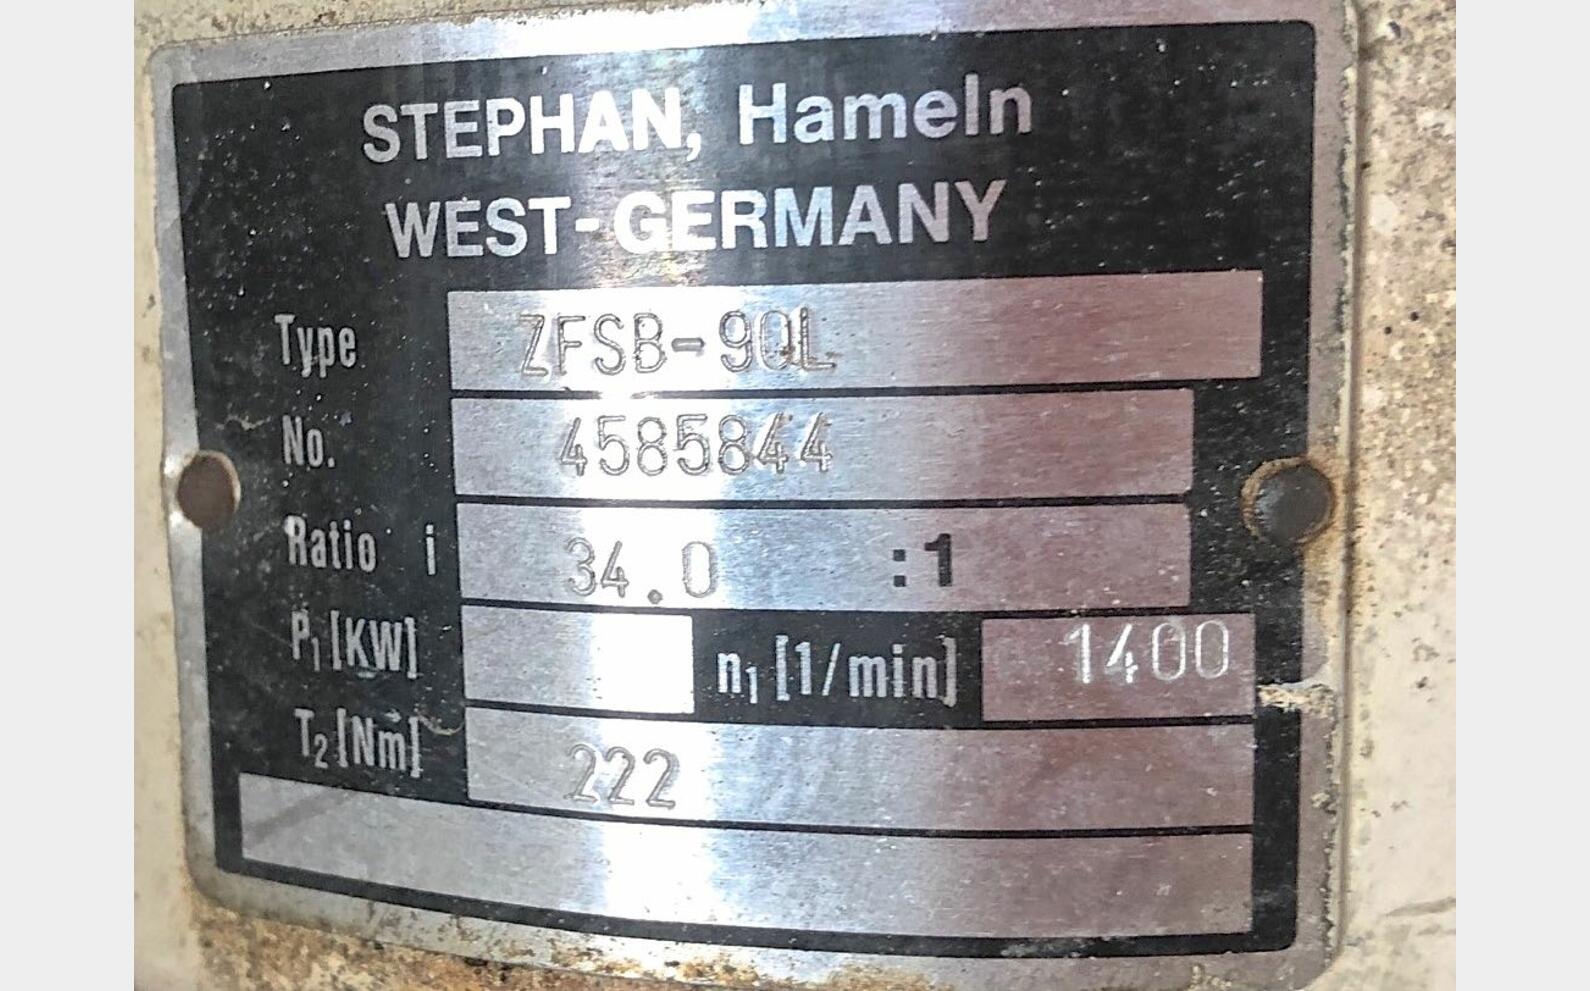 STEPHAN, Hameln
WEST-GERMANY
Type ZFSB-90L
No. 4585844
Ratio i 34.0 :1
P₁ [KW] n₁ [1/min] 1400
T₂ [Nm] 222